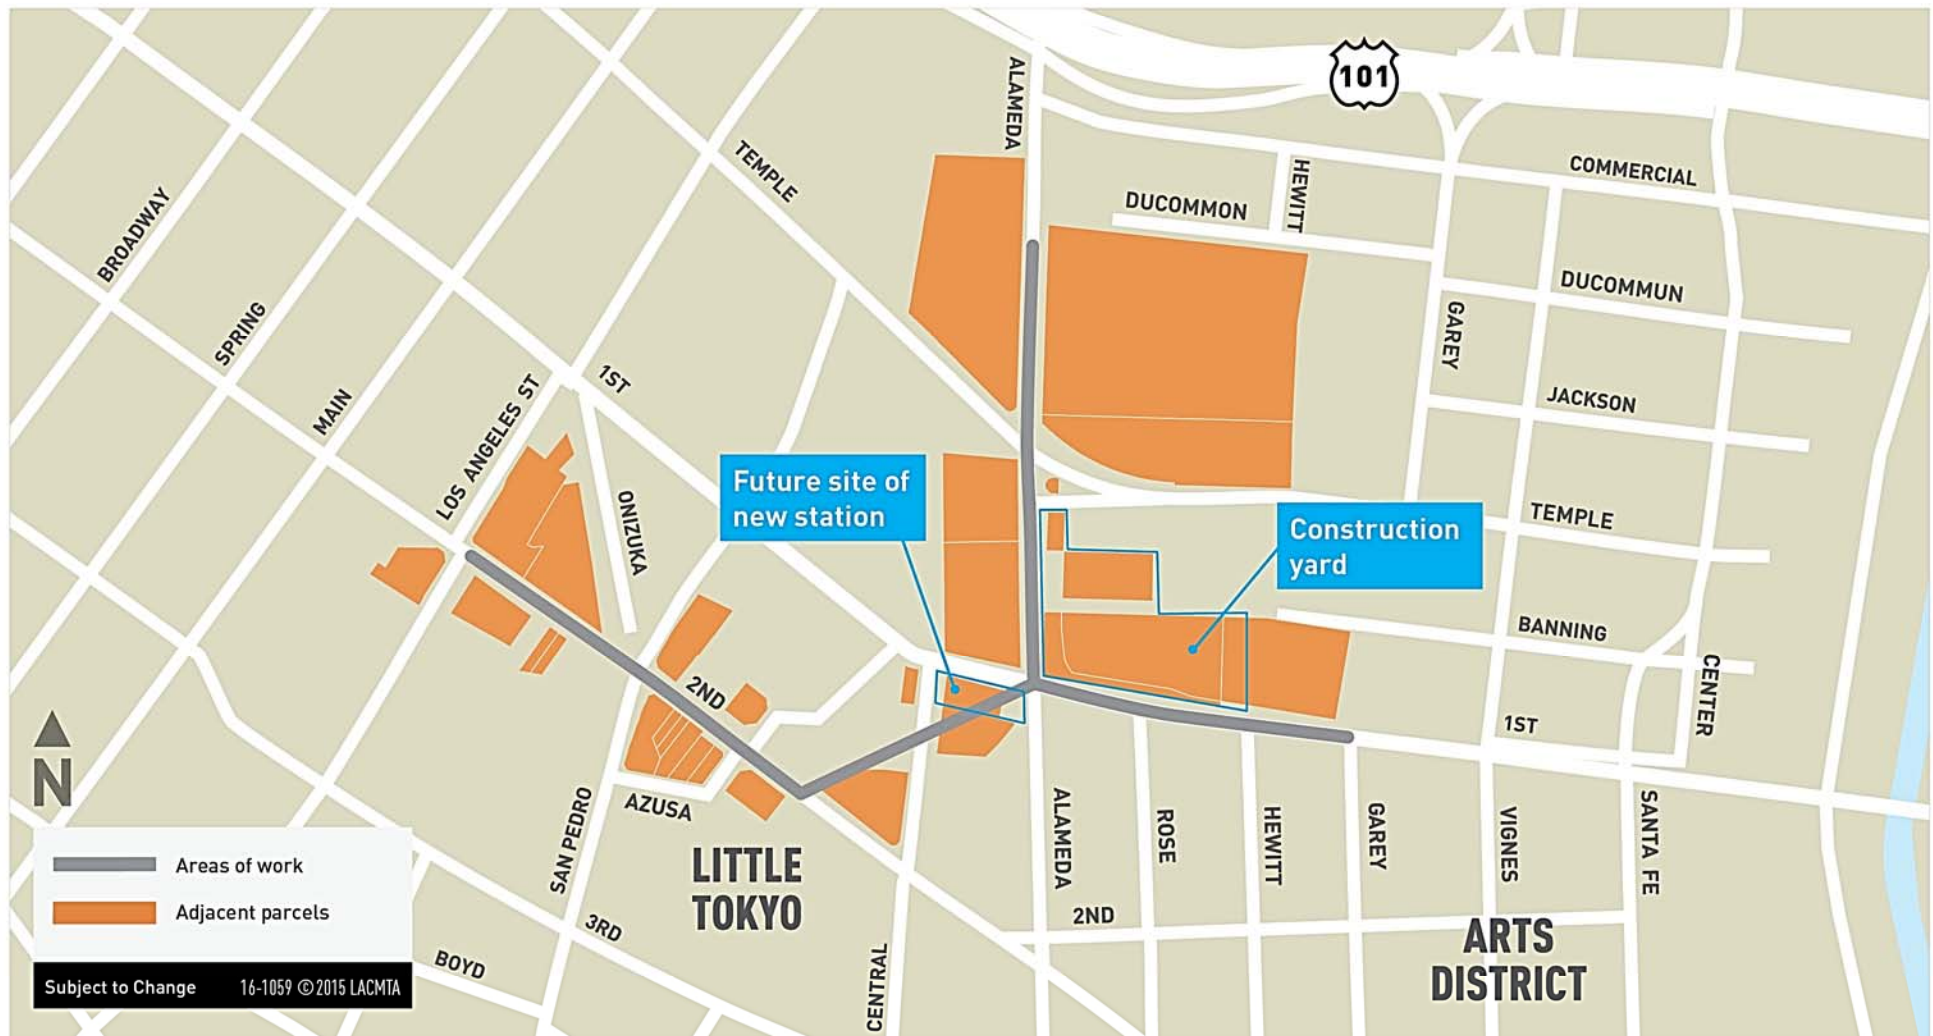 101
ALAMEDA
TEMPLE
COMMERCIAL
HEWITT
DUCOMMON
BROADWAY
DUCOMMUN
SPRING
GAREY
MAIN
1ST
LOS ANGELES ST
JACKSON
Future site of
new station
ONIZUKA
TEMPLE
Construction
yard
BANNING
2ND
CENTER
1ST
N
AZUSA
SAN PEDRO
ALAMEDA
ROSE
HEWITT
GAREY
VIGNES
SANTA FE
LITTLE
TOKYO
Areas of work
Adjacent parcels
2ND
3RD
ARTS
DISTRICT
BOYD
CENTRAL
Subject to Change 16-1059 ©2015 LACMTA